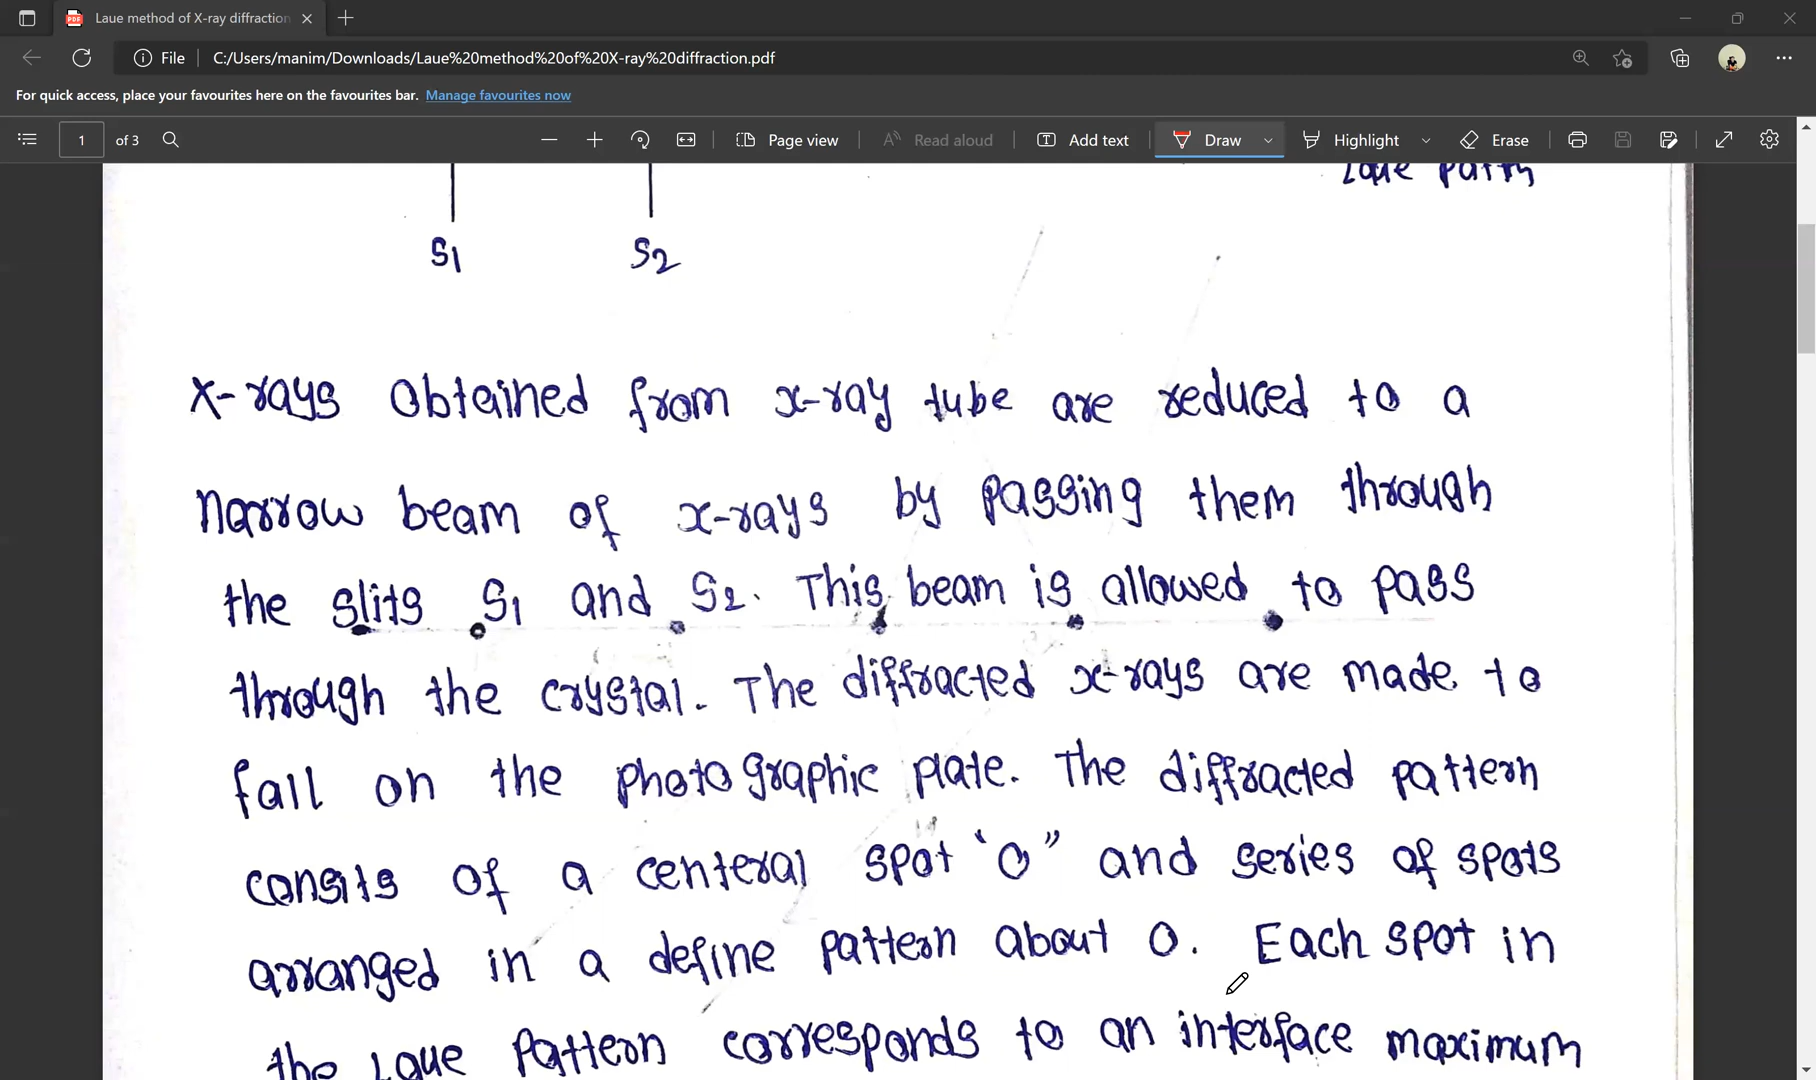 Laue method of X-ray diffraction
File C:/Users/manim/Downloads/Laue%20method%20of%20X-ray%20diffraction.pdf
For quick access, place your favourites here on the favourites bar. Manage favourites now
1 of 3 Page view Read aloud Add text Draw Highlight Erase
Laue pattn
S1 S2
X-rays obtained from x-ray tube are reduced to a
narrow beam of x-rays by passing them through
the slits S1 and S2. This beam is allowed to pass
through the crystal. The diffracted x-rays are made to
fall on the photographic plate. The diffracted pattern
consits of a centeral spot "O" and series of spots
arranged in a define pattern about O. Each spot in
the Laue Pattern corresponds to an interface maximum